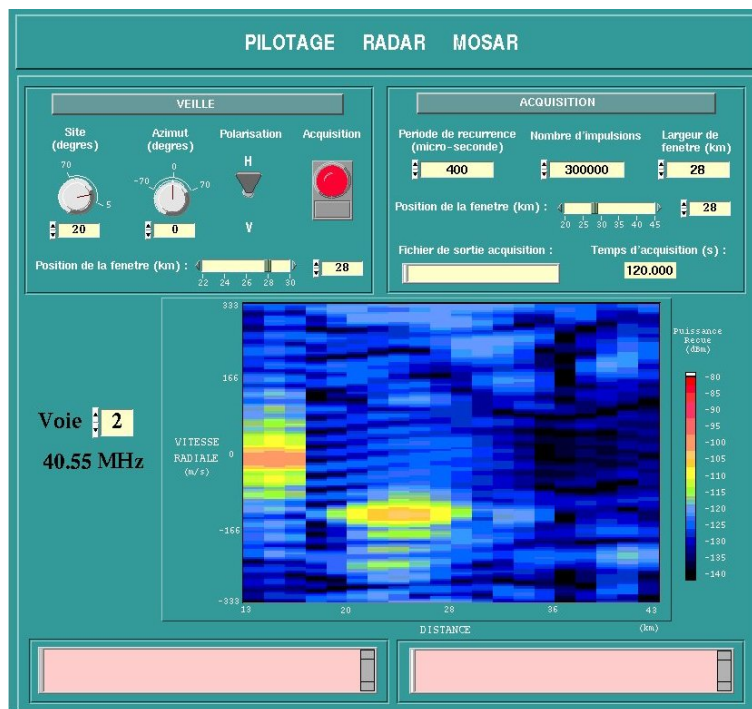 PILOTAGE RADAR MOSAR
VEILLE
Site
(degres)
70
5
20
Azimut
(degres)
0
-70
70
0
Polarisation
H
V
Acquisition
Position de la fenetre (km) :
22 24 26 28 30
28
ACQUISITION
Periode de recurrence
(micro-seconde)
400
Nombre d'impulsions
300000
Largeur de
fenetre (km)
28
Position de la fenetre (km) :
20 25 30 35 40 45
28
Fichier de sortie acquisition :
Temps d'acquisition (s) :
120.000
Voie 2
40.55 MHz
VITESSE
RADIALE
(m/s)
333
166
0
-166
-333
13 20 28 36 43
DISTANCE (km)
Puissance
Recue
(dBm)
-80
-85
-90
-95
-100
-105
-110
-115
-120
-125
-130
-135
-140